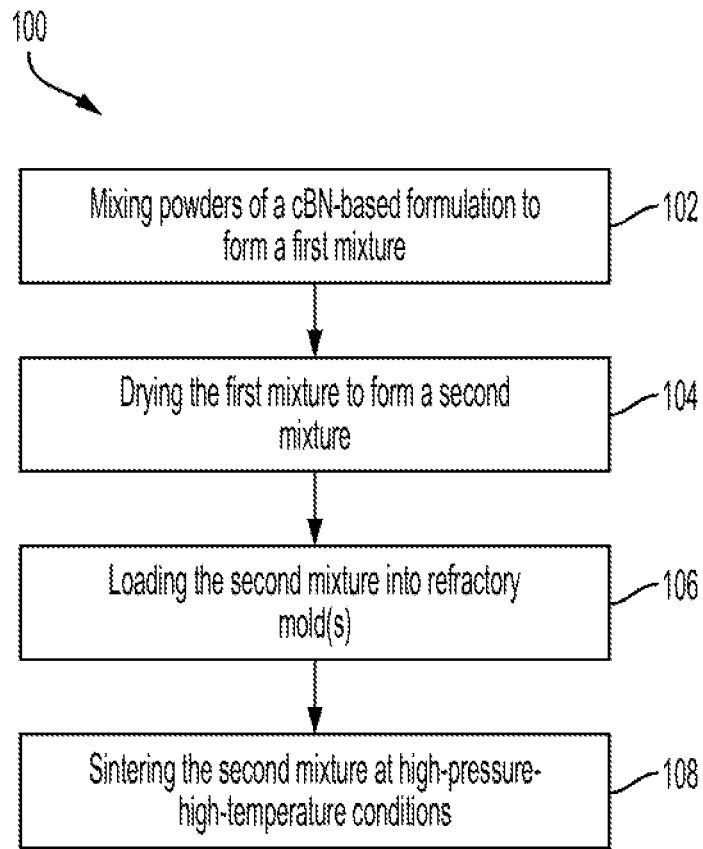 100
Mixing powders of a cBN-based formulation to
form a first mixture
102
Drying the first mixture to form a second
mixture
104
Loading the second mixture into refractory
mold(s)
106
Sintering the second mixture at high-pressure-
high-temperature conditions
108